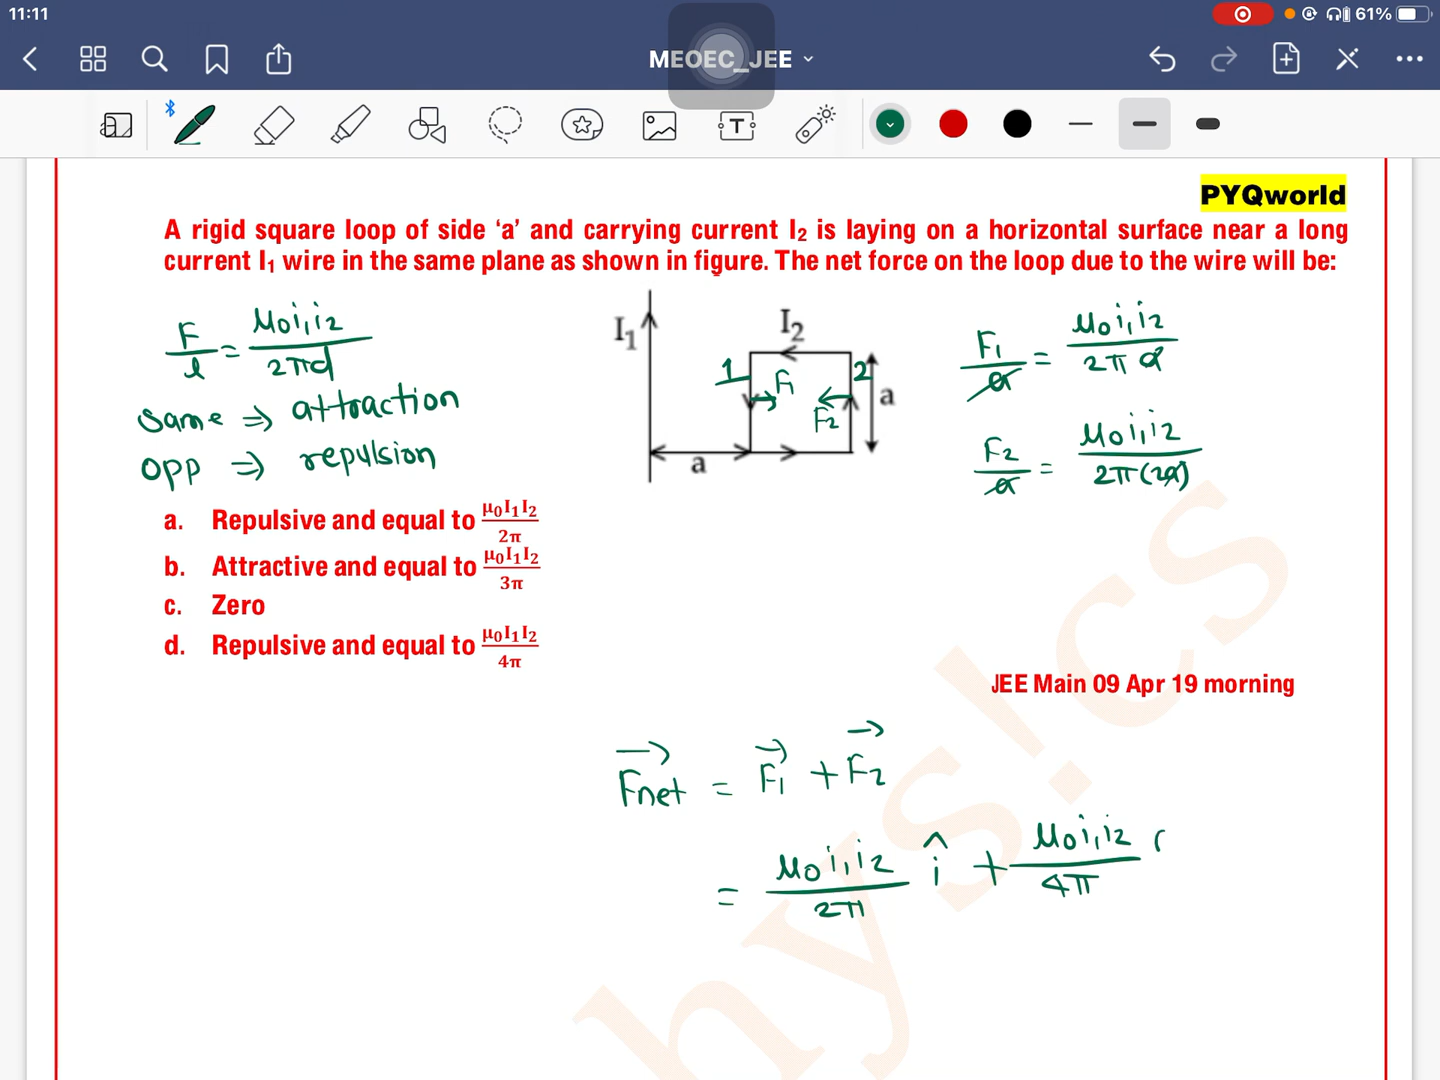 11:11
61%
MEOEC_JEE
PYQworld
A rigid square loop of side ‘a’ and carrying current I₂ is laying on a horizontal surface near a long
current I₁ wire in the same plane as shown in figure. The net force on the loop due to the wire will be:
F/l = μ₀i₁i₂/2πd
same ⇒ attraction
opp ⇒ repulsion
I₁
I₂
1
F₁
2
F₂
a
a
F₁/a = μ₀i₁i₂/2πa
F₂/a = μ₀i₁i₂/2π(2a)
a. Repulsive and equal to μ₀I₁I₂/2π
b. Attractive and equal to μ₀I₁I₂/3π
c. Zero
d. Repulsive and equal to μ₀I₁I₂/4π
JEE Main 09 Apr 19 morning
F⃗net = F⃗₁ + F⃗₂
= μ₀i₁i₂/2π î + μ₀i₁i₂/4π (
hys!cs